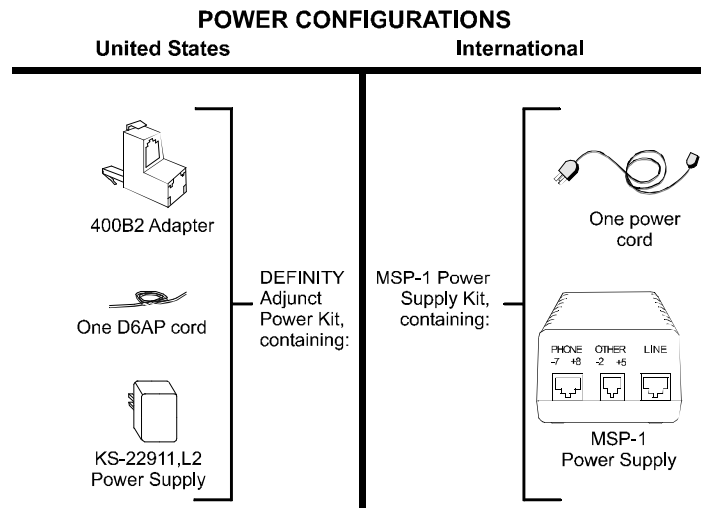 POWER CONFIGURATIONS
United States
International
400B2 Adapter
One D6AP cord
KS-22911,L2
Power Supply
DEFINITY
Adjunct
Power Kit,
containing:
MSP-1 Power
Supply Kit,
containing:
One power
cord
PHONE OTHER LINE
-7 +8 -2 +5
MSP-1
Power Supply